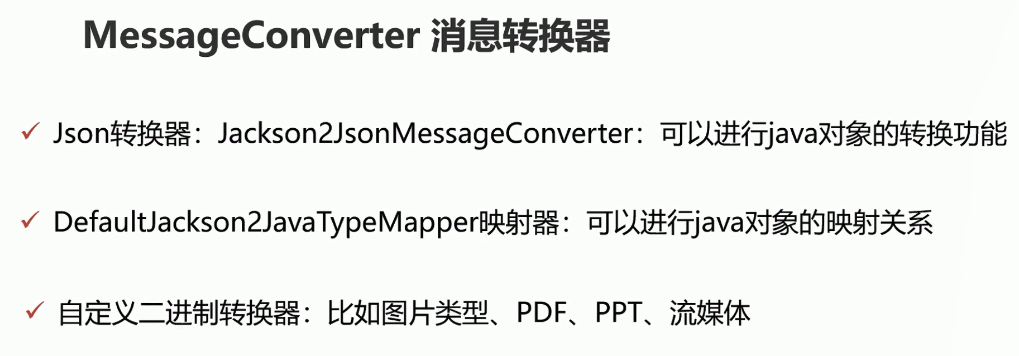 MessageConverter 消息转换器
Json转换器：Jackson2JsonMessageConverter：可以进行java对象的转换功能
DefaultJackson2JavaTypeMapper映射器：可以进行java对象的映射关系
自定义二进制转换器：比如图片类型、PDF、PPT、流媒体